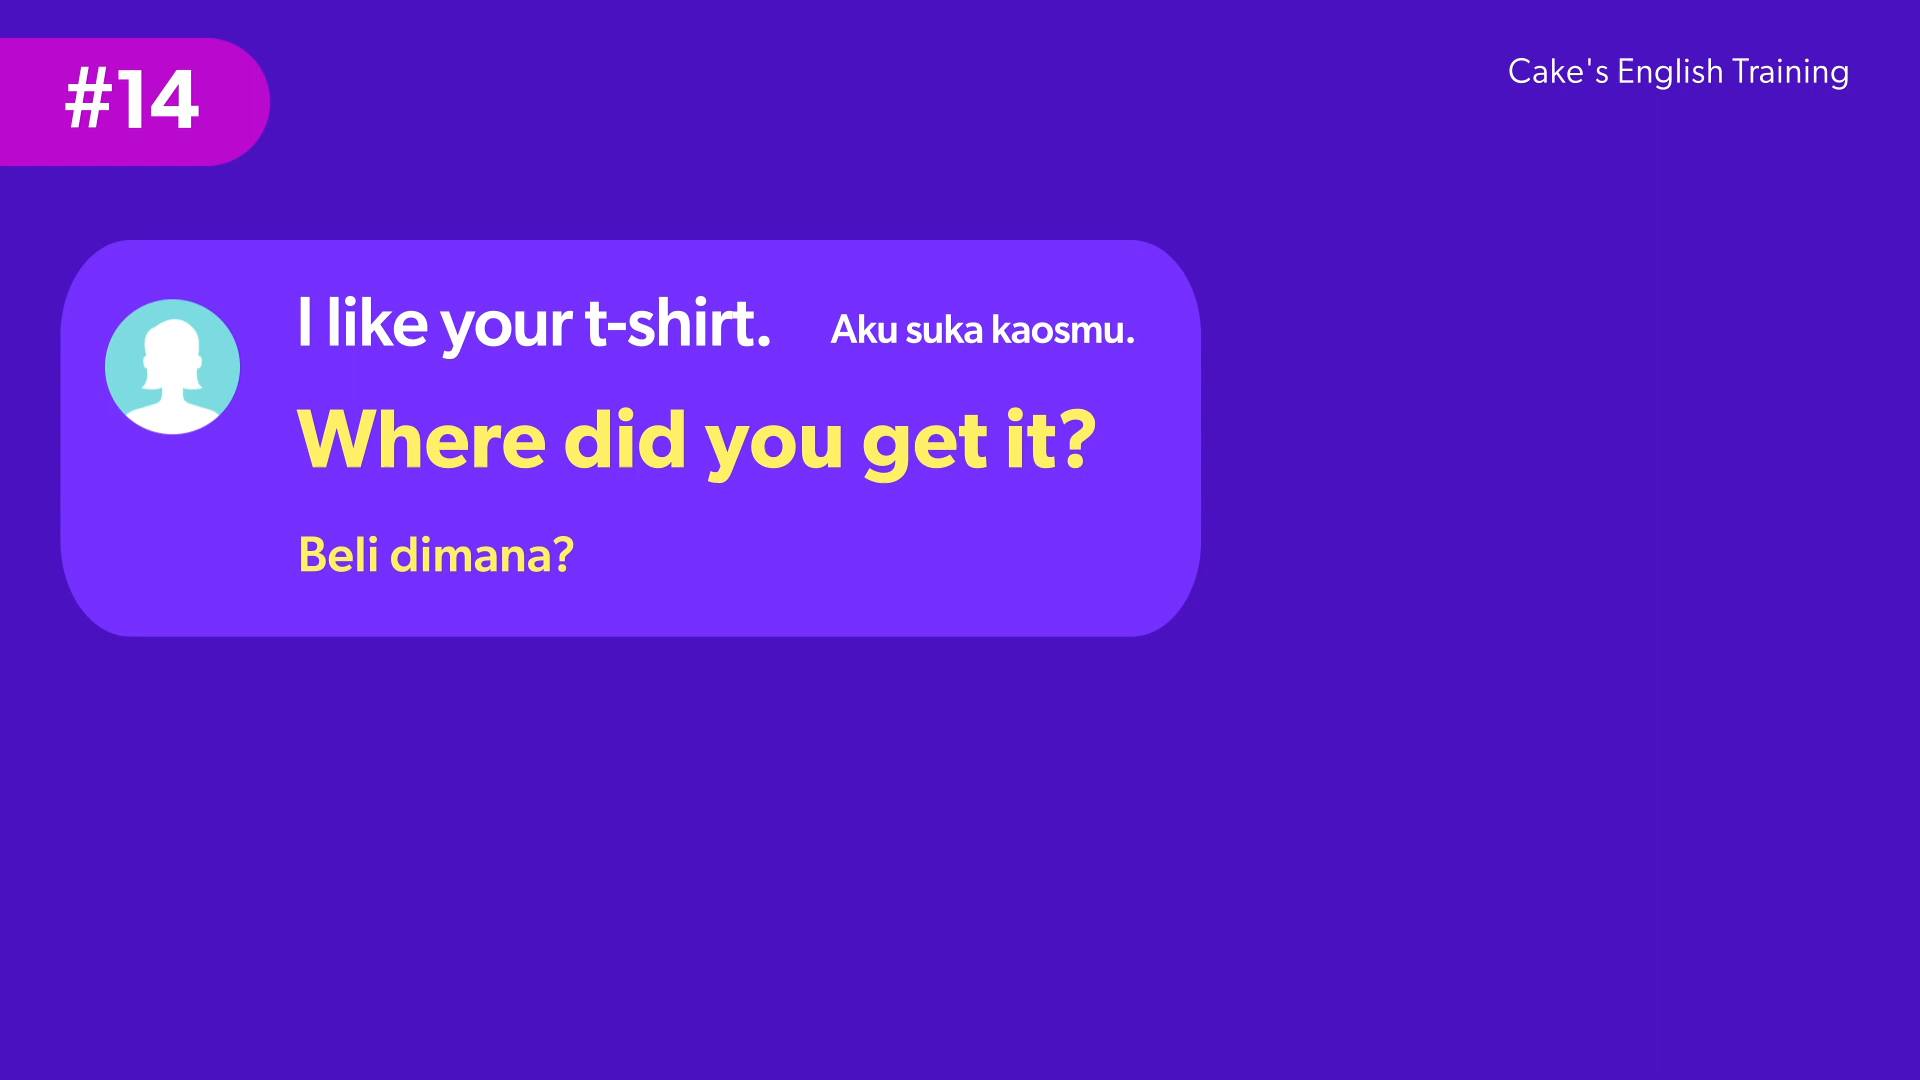 #14
Cake's English Training
I like your t-shirt. Aku suka kaosmu.
Where did you get it?
Beli dimana?